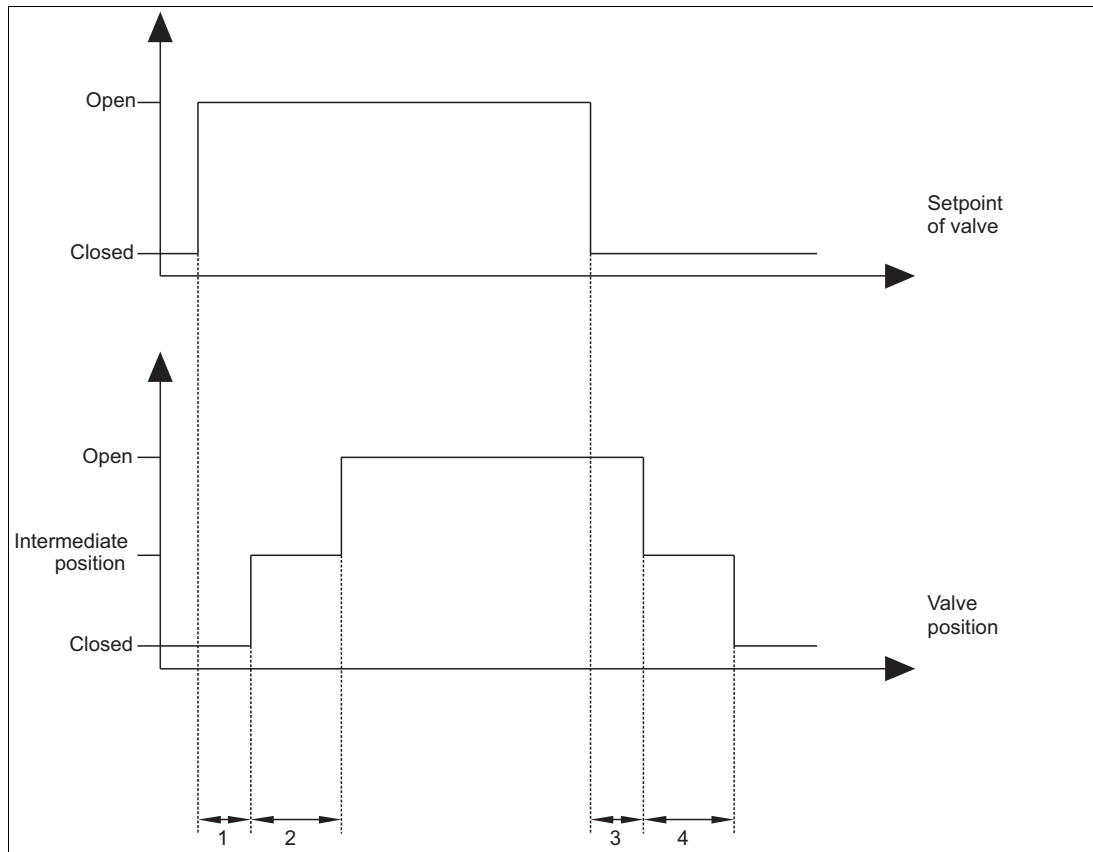 Open
Closed
Setpoint
of valve
Open
Intermediate
position
Closed
Valve
position
1
2
3
4